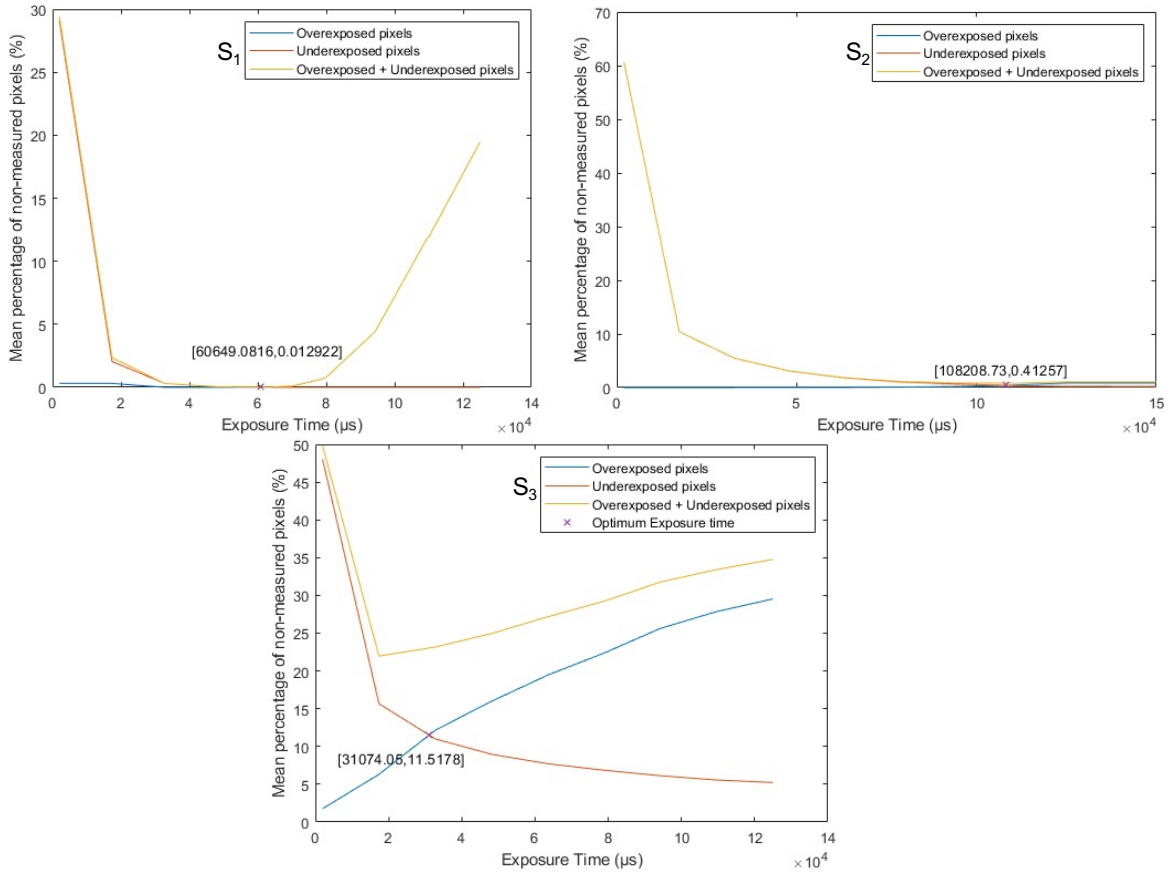 S1
Overexposed pixels
Underexposed pixels
Overexposed + Underexposed pixels
Mean percentage of non-measured pixels (%)
30
25
20
15
10
5
0
[60649.0816,0.012922]
0 2 4 6 8 10 12 14
Exposure Time (µs)
× 10^4
S2
Overexposed pixels
Underexposed pixels
Overexposed + Underexposed pixels
Mean percentage of non-measured pixels (%)
70
60
50
40
30
20
10
0
[108208.73,0.41257]
0 5 10 15
Exposure Time (µs)
× 10^4
S3
Overexposed pixels
Underexposed pixels
Overexposed + Underexposed pixels
Optimum Exposure time
Mean percentage of non-measured pixels (%)
50
45
40
35
30
25
20
15
10
5
0
[31074.05,11.5178]
0 2 4 6 8 10 12 14
Exposure Time (µs)
× 10^4